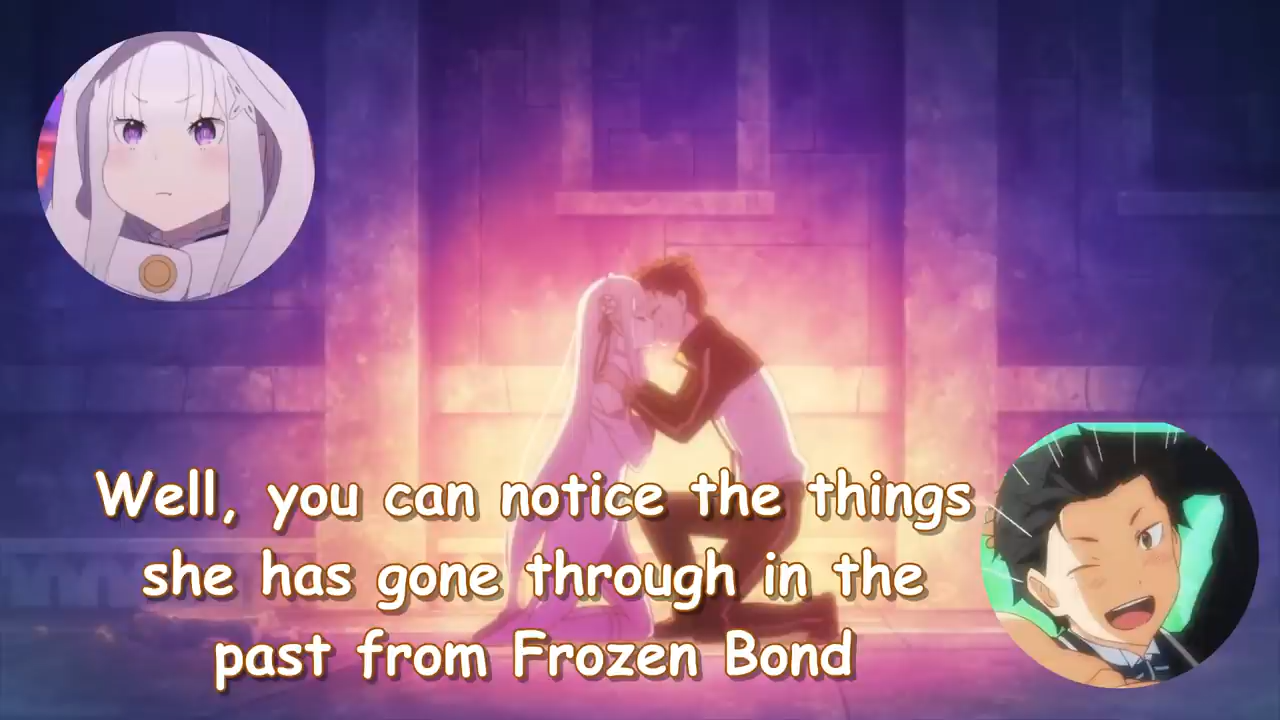 Well, you can notice the things
she has gone through in the
past from Frozen Bond